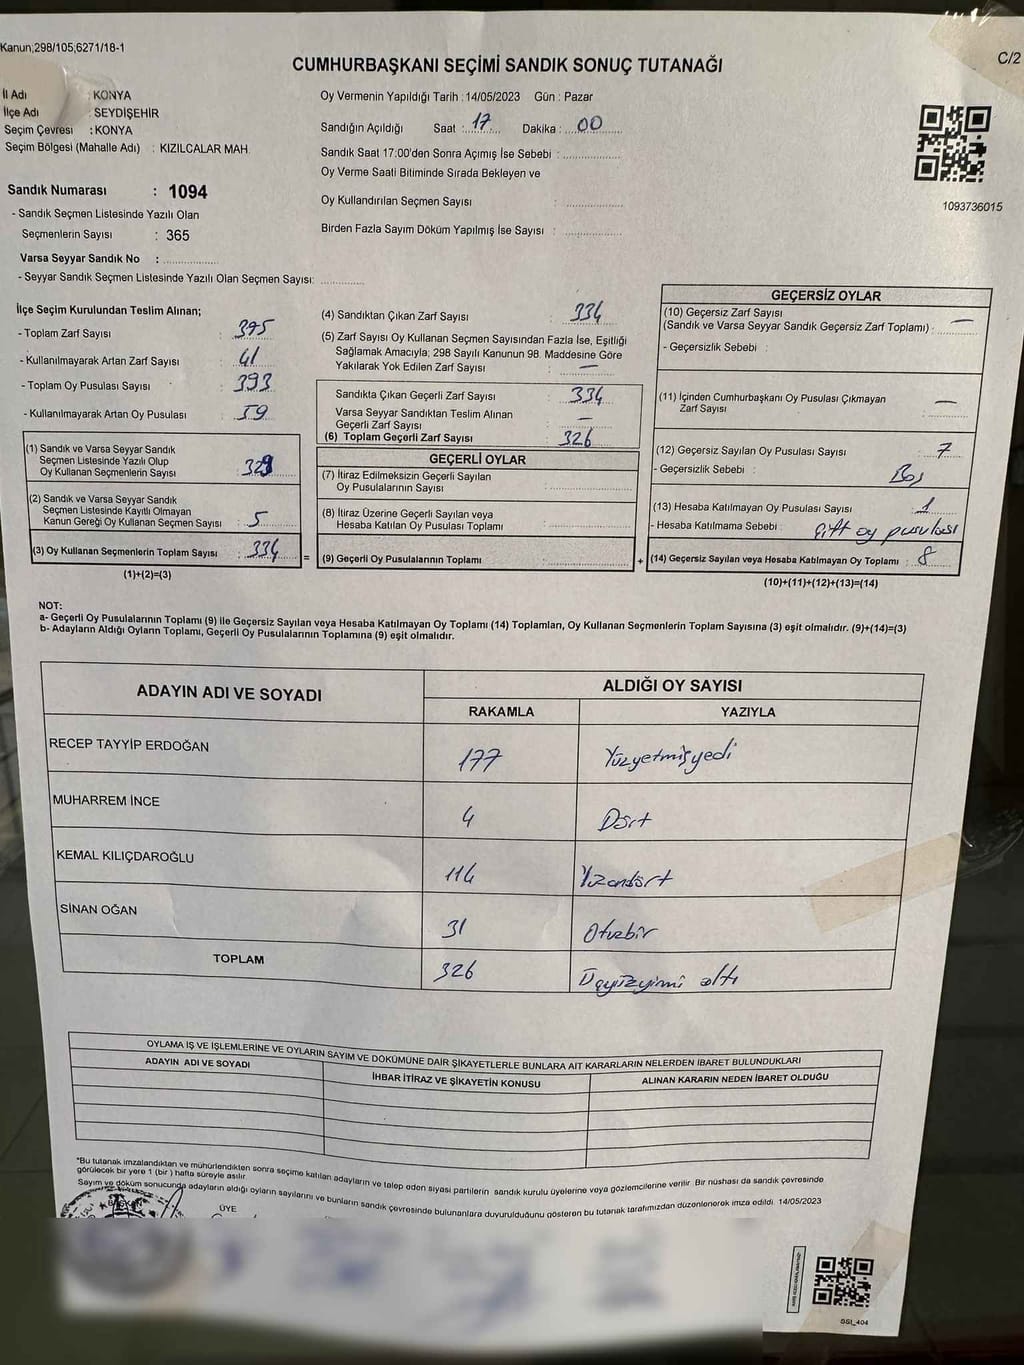 Kanun;298/105;6271/18-1
C/2
CUMHURBAŞKANI SEÇİMİ SANDIK SONUÇ TUTANAĞI
İl Adı : KONYA
İlçe Adı : SEYDİŞEHİR
Seçim Çevresi : KONYA
Seçim Bölgesi (Mahalle Adı) : KIZILCALAR MAH.
Sandık Numarası : 1094
- Sandık Seçmen Listesinde Yazılı Olan
Seçmenlerin Sayısı : 365
Varsa Seyyar Sandık No :
- Seyyar Sandık Seçmen Listesinde Yazılı Olan Seçmen Sayısı:
Oy Vermenin Yapıldığı Tarih : 14/05/2023 Gün : Pazar
Sandığın Açıldığı Saat : 17 Dakika : 00
Sandık Saat 17:00'den Sonra Açımış İse Sebebi :
Oy Verme Saati Bitiminde Sırada Bekleyen ve
Oy Kullandırılan Seçmen Sayısı :
Birden Fazla Sayım Döküm Yapılmış İse Sayısı :
1093736015
İlçe Seçim Kurulundan Teslim Alınan;
- Toplam Zarf Sayısı : 375
- Kullanılmayarak Artan Zarf Sayısı : 41
- Toplam Oy Pusulası Sayısı : 393
- Kullanılmayarak Artan Oy Pusulası : 59
(1) Sandık ve Varsa Seyyar Sandık
Seçmen Listesinde Yazılı Olup
Oy Kullanan Seçmenlerin Sayısı : 329
(2) Sandık ve Varsa Seyyar Sandık
Seçmen Listesinde Kayıtlı Olmayan
Kanun Gereği Oy Kullanan Seçmen Sayısı : 5
(3) Oy Kullanan Seçmenlerin Toplam Sayısı : 334
(1)+(2)=(3)
(4) Sandıktan Çıkan Zarf Sayısı : 334
(5) Zarf Sayısı Oy Kullanan Seçmen Sayısından Fazla İse, Eşitliği
Sağlamak Amacıyla; 298 Sayılı Kanunun 98. Maddesine Göre
Yakılarak Yok Edilen Zarf Sayısı : —
Sandıkta Çıkan Geçerli Zarf Sayısı : 334
Varsa Seyyar Sandıktan Teslim Alınan
Geçerli Zarf Sayısı : —
(6) Toplam Geçerli Zarf Sayısı : 326
GEÇERLİ OYLAR
(7) İtiraz Edilmeksizin Geçerli Sayılan
Oy Pusulalarının Sayısı :
(8) İtiraz Üzerine Geçerli Sayılan veya
Hesaba Katılan Oy Pusulası Toplamı :
= (9) Geçerli Oy Pusulalarının Toplamı :
GEÇERSİZ OYLAR
(10) Geçersiz Zarf Sayısı
(Sandık ve Varsa Seyyar Sandık Geçersiz Zarf Toplamı) : —
- Geçersizlik Sebebi :
(11) İçinden Cumhurbaşkanı Oy Pusulası Çıkmayan
Zarf Sayısı : —
(12) Geçersiz Sayılan Oy Pusulası Sayısı : 7
- Geçersizlik Sebebi : Boş
(13) Hesaba Katılmayan Oy Pusulası Sayısı : 1
- Hesaba Katılmama Sebebi : Çift oy pusulası
+ (14) Geçersiz Sayılan veya Hesaba Katılmayan Oy Toplamı : 8
(10)+(11)+(12)+(13)=(14)
NOT:
a- Geçerli Oy Pusulalarının Toplamı (9) ile Geçersiz Sayılan veya Hesaba Katılmayan Oy Toplamı (14) Toplamları, Oy Kullanan Seçmenlerin Toplam Sayısına (3) eşit olmalıdır. (9)+(14)=(3)
b- Adayların Aldığı Oyların Toplamı, Geçerli Oy Pusulalarının Toplamına (9) eşit olmalıdır.
ADAYIN ADI VE SOYADI
ALDIĞI OY SAYISI
RAKAMLA YAZIYLA
RECEP TAYYİP ERDOĞAN 177 Yüzyetmişyedi
MUHARREM İNCE 4 Dört
KEMAL KILIÇDAROĞLU 114 Yüzondört
SİNAN OĞAN 31 Otuzbir
TOPLAM 326 Üçyüzyirmi altı
OYLAMA İŞ VE İŞLEMLERİNE VE OYLARIN SAYIM VE DÖKÜMÜNE DAİR ŞİKAYETLERLE BUNLARA AİT KARARLARIN NELERDEN İBARET BULUNDUKLARI
ADAYIN ADI VE SOYADI İHBAR İTİRAZ VE ŞİKAYETİN KONUSU ALINAN KARARIN NEDEN İBARET OLDUĞU
*Bu tutanak imzalandıktan ve mühürlendikten sonra seçime katılan adayların ve talep eden siyasi partilerin sandık kurulu üyelerine veya gözlemcilerine verilir. Bir nüshası da sandık çevresinde
görülecek bir yere 1 (bir) hafta süreyle asılır.
Sayım ve döküm sonucunda adayların aldığı oyların sayılarını ve bunların sandık çevresinde bulunanlara duyurulduğunu gösteren bu tutanak tarafımızdan düzenlenerek imza edildi. 14/05/2023
BAŞKAN
ÜYE
SSI_404